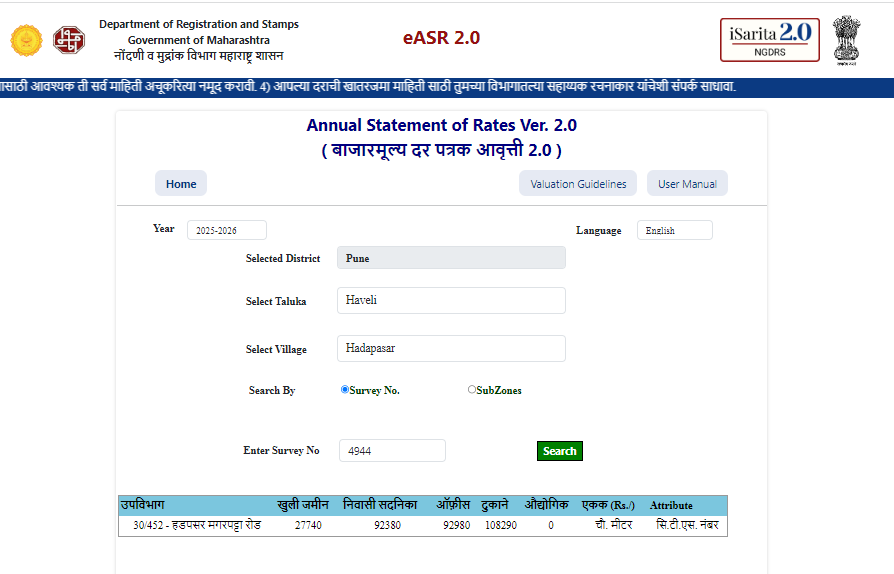 Department of Registration and Stamps
Government of Maharashtra
नोंदणी व मुद्रांक विभाग महाराष्ट्र शासन
eASR 2.0
iSarita 2.0
NGDRS
आवश्यक ती सर्व माहिती अचूकरित्या नमूद करावी. 4) आपल्या दराची खातरजमा माहिती साठी तुमच्या विभागातल्या सहाय्यक रचनाकार यांचेशी संपर्क साधावा.
Annual Statement of Rates Ver. 2.0
( बाजारमूल्य दर पत्रक आवृत्ती 2.0 )
Home Valuation Guidelines User Manual
Year 2025-2026 Language English
Selected District Pune
Select Taluka Haveli
Select Village Hadapasar
Search By Survey No. SubZones
Enter Survey No 4944 Search
उपविभाग खुली जमीन निवासी सदनिका ऑफ़ीस दुकाने औद्योगिक एकक (Rs./) Attribute
30/452 - हडपसर मगरपट्टा रोड 27740 92380 92980 108290 0 चौ. मीटर सि.टी.एस. नंबर